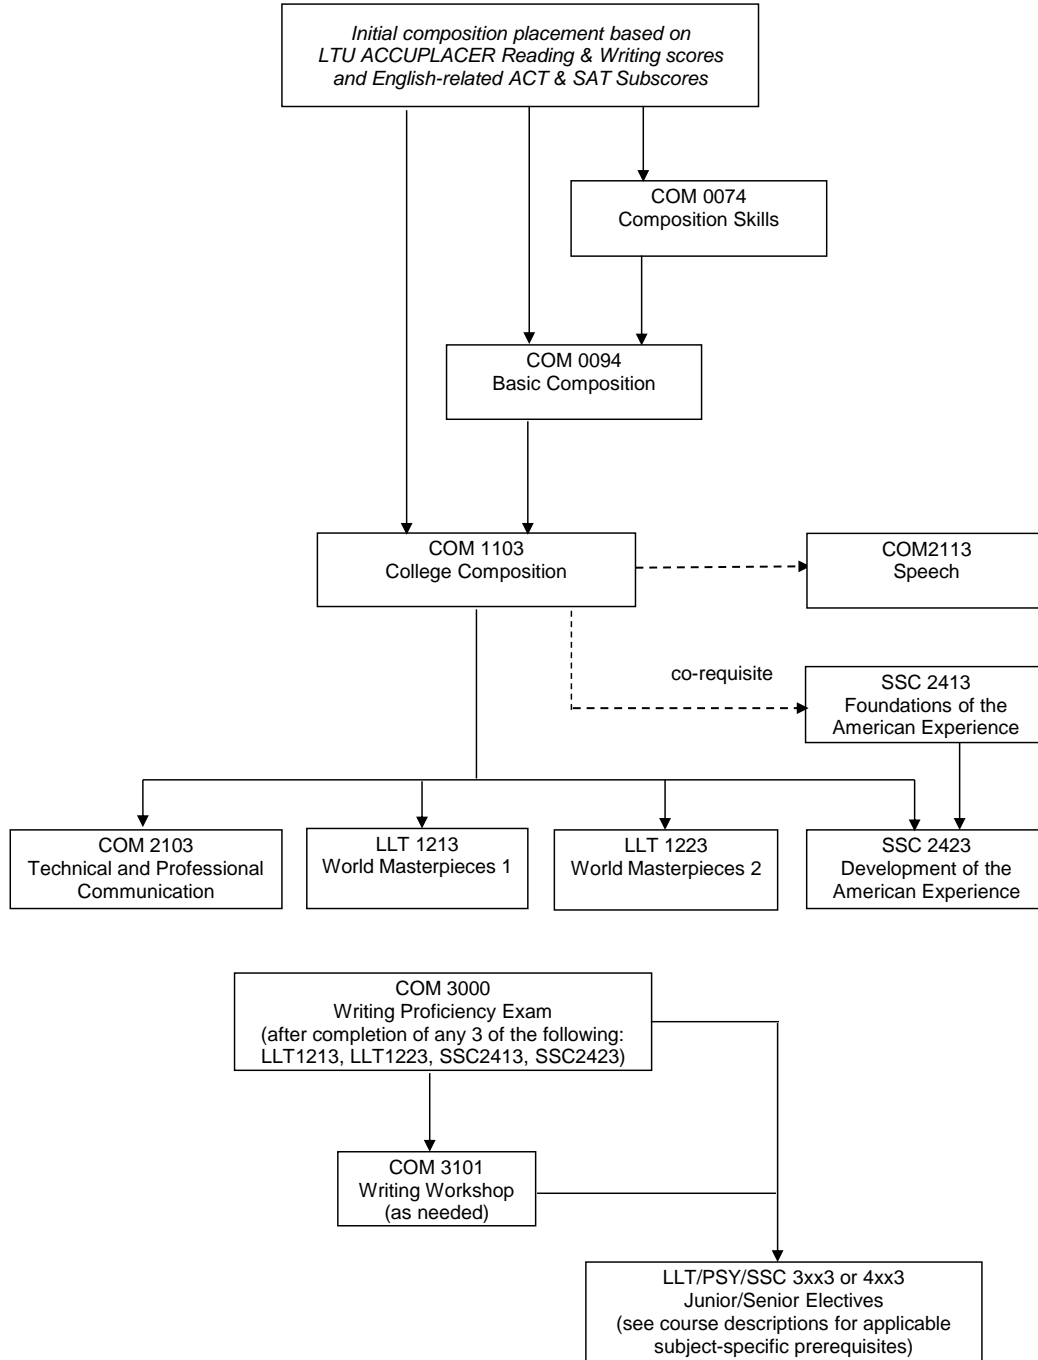 Initial composition placement based on
LTU ACCUPLACER Reading & Writing scores
and English-related ACT & SAT Subscores
COM 0074
Composition Skills
COM 0094
Basic Composition
COM 1103
College Composition
COM2113
Speech
co-requisite
SSC 2413
Foundations of the
American Experience
COM 2103
Technical and Professional
Communication
LLT 1213
World Masterpieces 1
LLT 1223
World Masterpieces 2
SSC 2423
Development of the
American Experience
COM 3000
Writing Proficiency Exam
(after completion of any 3 of the following:
LLT1213, LLT1223, SSC2413, SSC2423)
COM 3101
Writing Workshop
(as needed)
LLT/PSY/SSC 3xx3 or 4xx3
Junior/Senior Electives
(see course descriptions for applicable
subject-specific prerequisites)